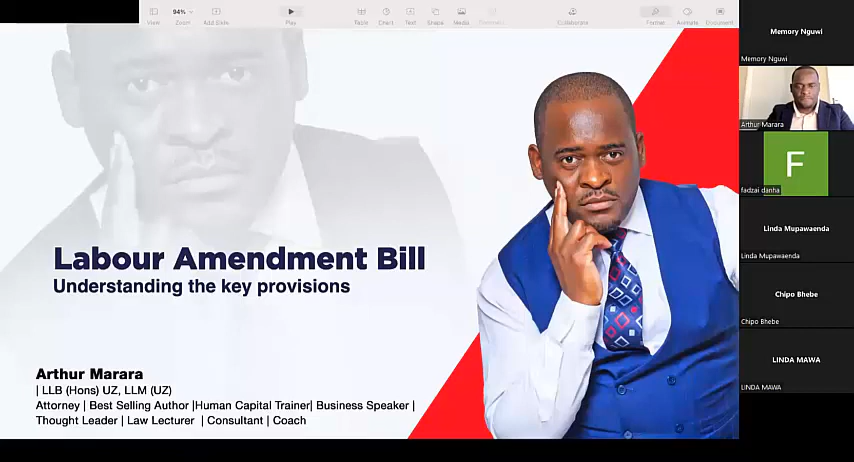 94%
View
Zoom
Add Slide
Play
Table
Chart
Text
Shape
Media
Comment
Collaborate
Format
Animate
Document
Labour Amendment Bill
Understanding the key provisions
Arthur Marara
| LLB (Hons) UZ, LLM (UZ)
Attorney | Best Selling Author |Human Capital Trainer| Business Speaker |
Thought Leader | Law Lecturer | Consultant | Coach
Memory Nguwi
Memory Nguwi
Arthur Marara
F
fadzai danha
Linda Mupawaenda
Linda Mupawaenda
Chipo Bhebe
Chipo Bhebe
LINDA MAWA
LINDA MAWA